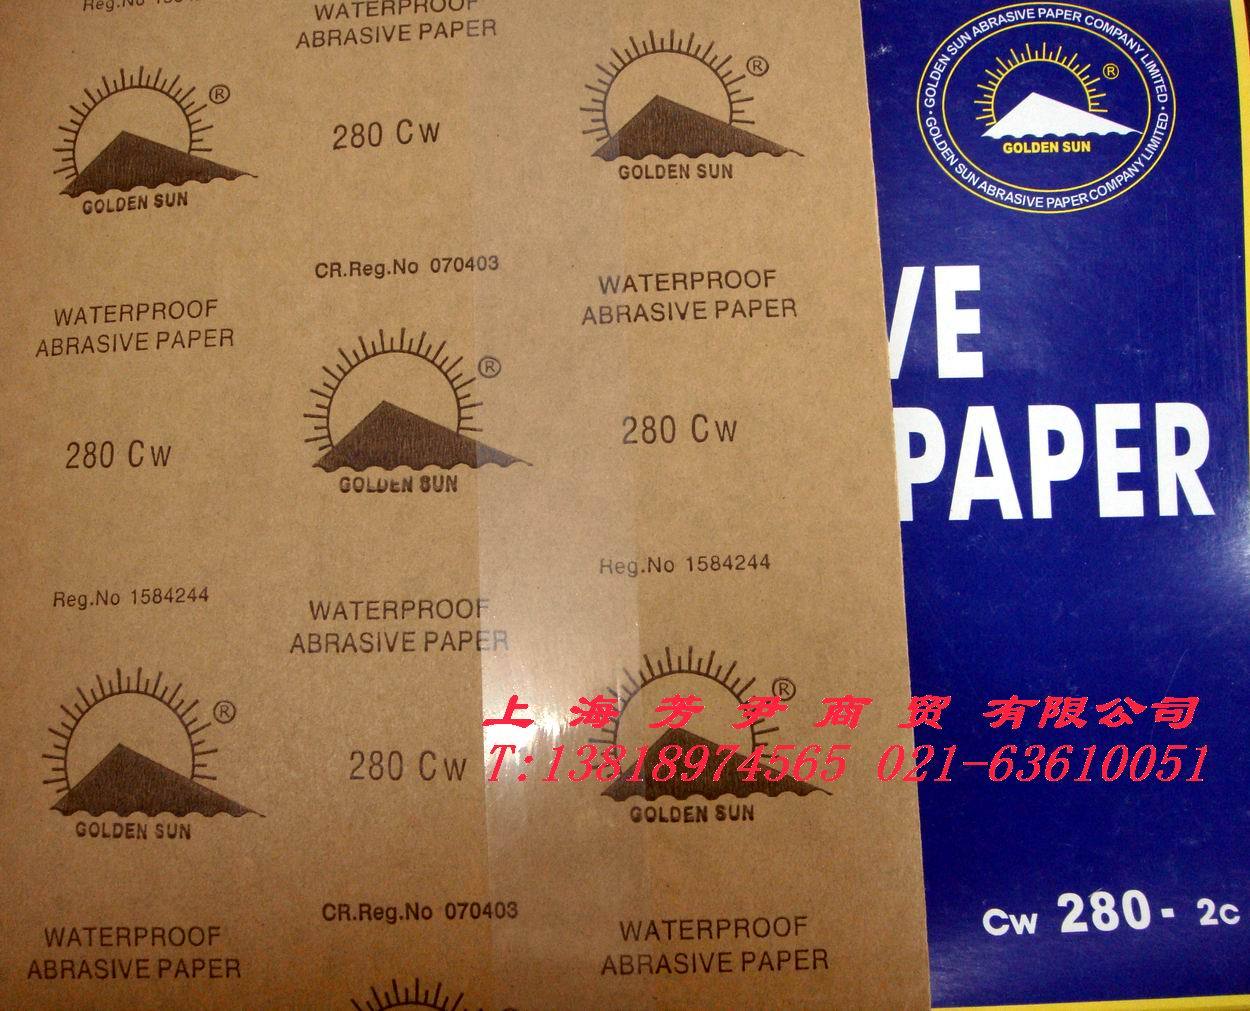 WATERPROOF
ABRASIVE PAPER
GOLDEN SUN
®
280 Cw
GOLDEN SUN
®
CR.Reg.No 070403
WATERPROOF
ABRASIVE PAPER
WATERPROOF
ABRASIVE PAPER
280 Cw
GOLDEN SUN
®
280 Cw
Reg.No 1584244
Reg.No 1584244
WATERPROOF
ABRASIVE PAPER
GOLDEN SUN
®
280 Cw
GOLDEN SUN
®
CR.Reg.No 070403
WATERPROOF
ABRASIVE PAPER
WATERPROOF
ABRASIVE PAPER
GOLDEN SUN ABRASIVE PAPER COMPANY LIMITED
GOLDEN SUN ABRASIVE PAPER COMPANY LIMITED
®
GOLDEN SUN
VE
PAPER
上海芳尹商贸有限公司
T:13818974565 021-63610051
Cw 280 - 2c